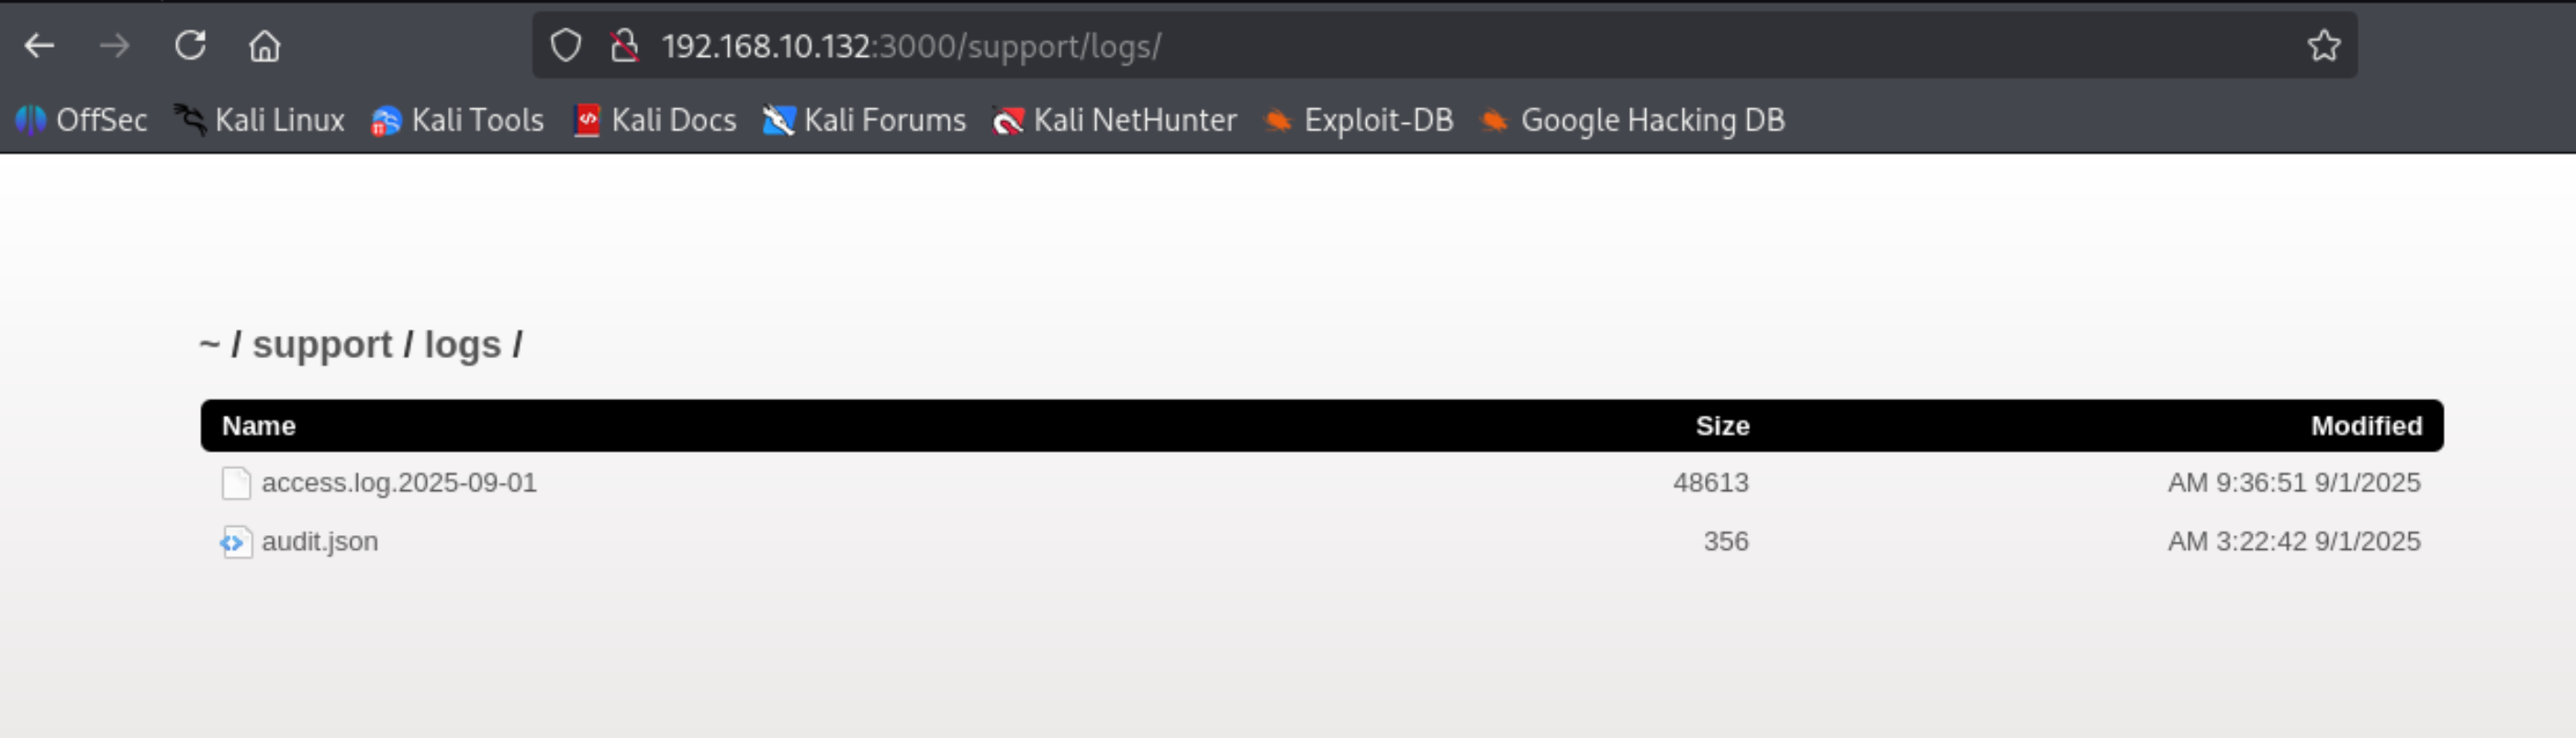 192.168.10.132:3000/support/logs/
OffSec Kali Linux Kali Tools Kali Docs Kali Forums Kali NetHunter Exploit-DB Google Hacking DB
~ / support / logs /
Name Size Modified
access.log.2025-09-01 48613 AM 9:36:51 9/1/2025
audit.json 356 AM 3:22:42 9/1/2025